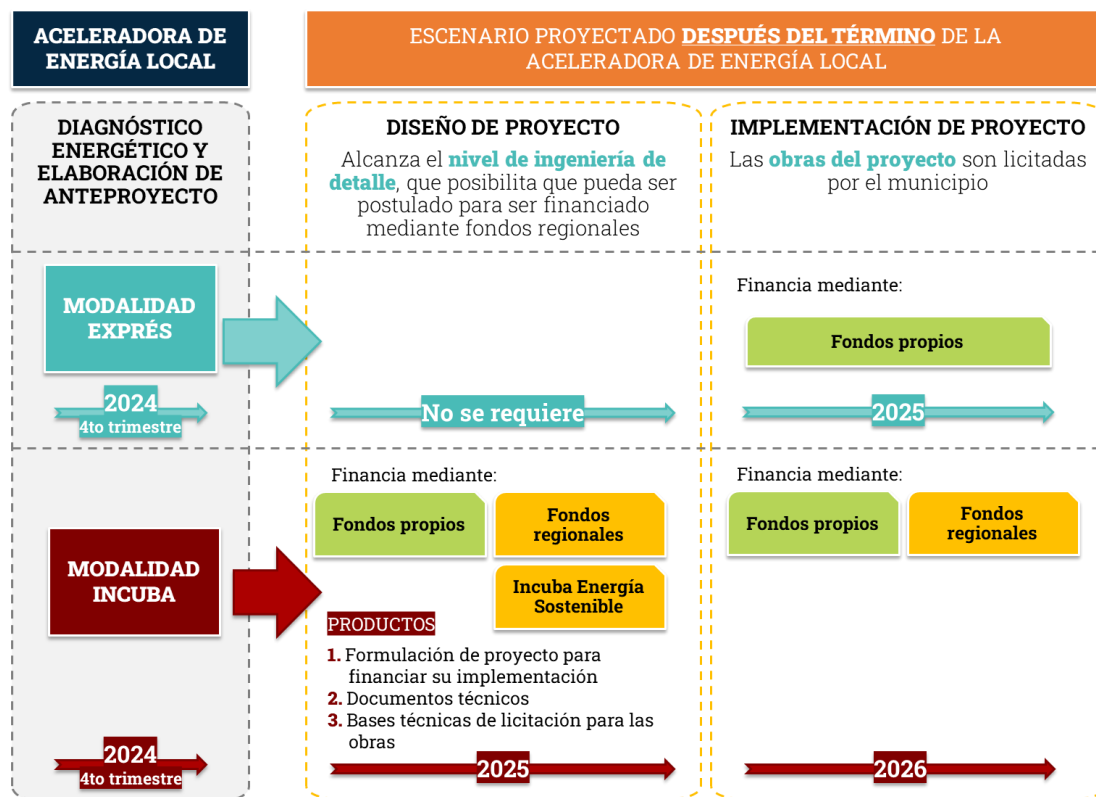 ACELERADORA DE
ENERGÍA LOCAL
ESCENARIO PROYECTADO DESPUÉS DEL TÉRMINO DE LA
ACELERADORA DE ENERGÍA LOCAL
DIAGNÓSTICO
ENERGÉTICO Y
ELABORACIÓN DE
ANTEPROYECTO
DISEÑO DE PROYECTO
Alcanza el nivel de ingeniería de
detalle, que posibilita que pueda ser
postulado para ser financiado
mediante fondos regionales
IMPLEMENTACIÓN DE PROYECTO
Las obras del proyecto son licitadas
por el municipio
MODALIDAD
EXPRÉS
2024
4to trimestre
No se requiere
Financia mediante:
Fondos propios
2025
MODALIDAD
INCUBA
2024
4to trimestre
Financia mediante:
Fondos propios
Fondos
regionales
Incuba Energía
Sostenible
PRODUCTOS
1. Formulación de proyecto para
financiar su implementación
2. Documentos técnicos
3. Bases técnicas de licitación para las
obras
2025
Financia mediante:
Fondos propios
Fondos
regionales
2026